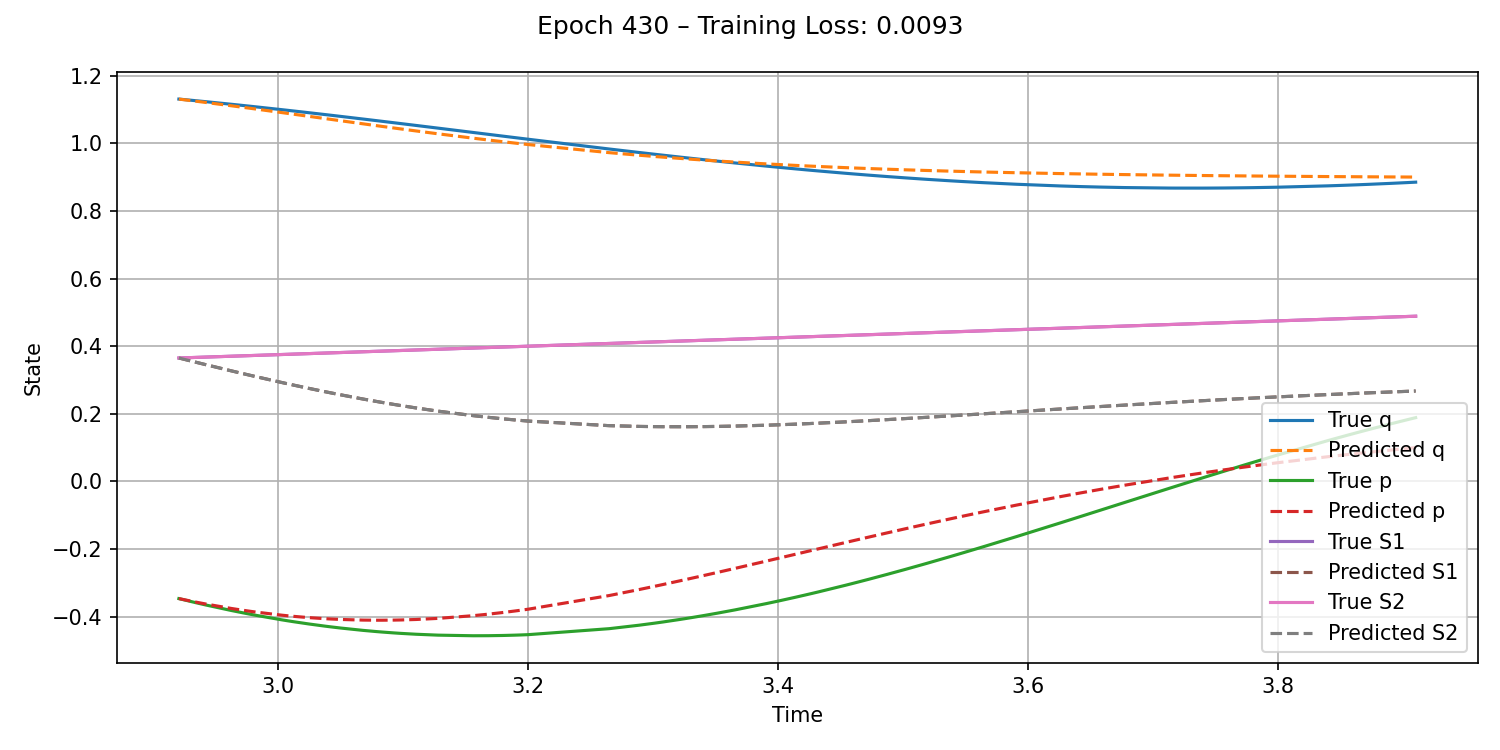 Epoch 430 – Training Loss: 0.0093
1.2
1.0
0.8
0.6
0.4
0.2
0.0
−0.2
−0.4
State
True q
Predicted q
True p
Predicted p
True S1
Predicted S1
True S2
Predicted S2
3.0 3.2 3.4 3.6 3.8
Time